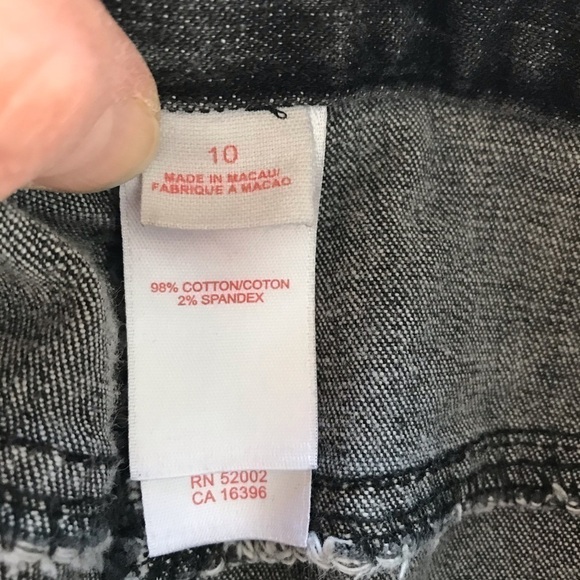 10
MADE IN MACAU/
FABRIQUE A MACAO
98% COTTON/COTON
2% SPANDEX
RN 52002
CA 16396